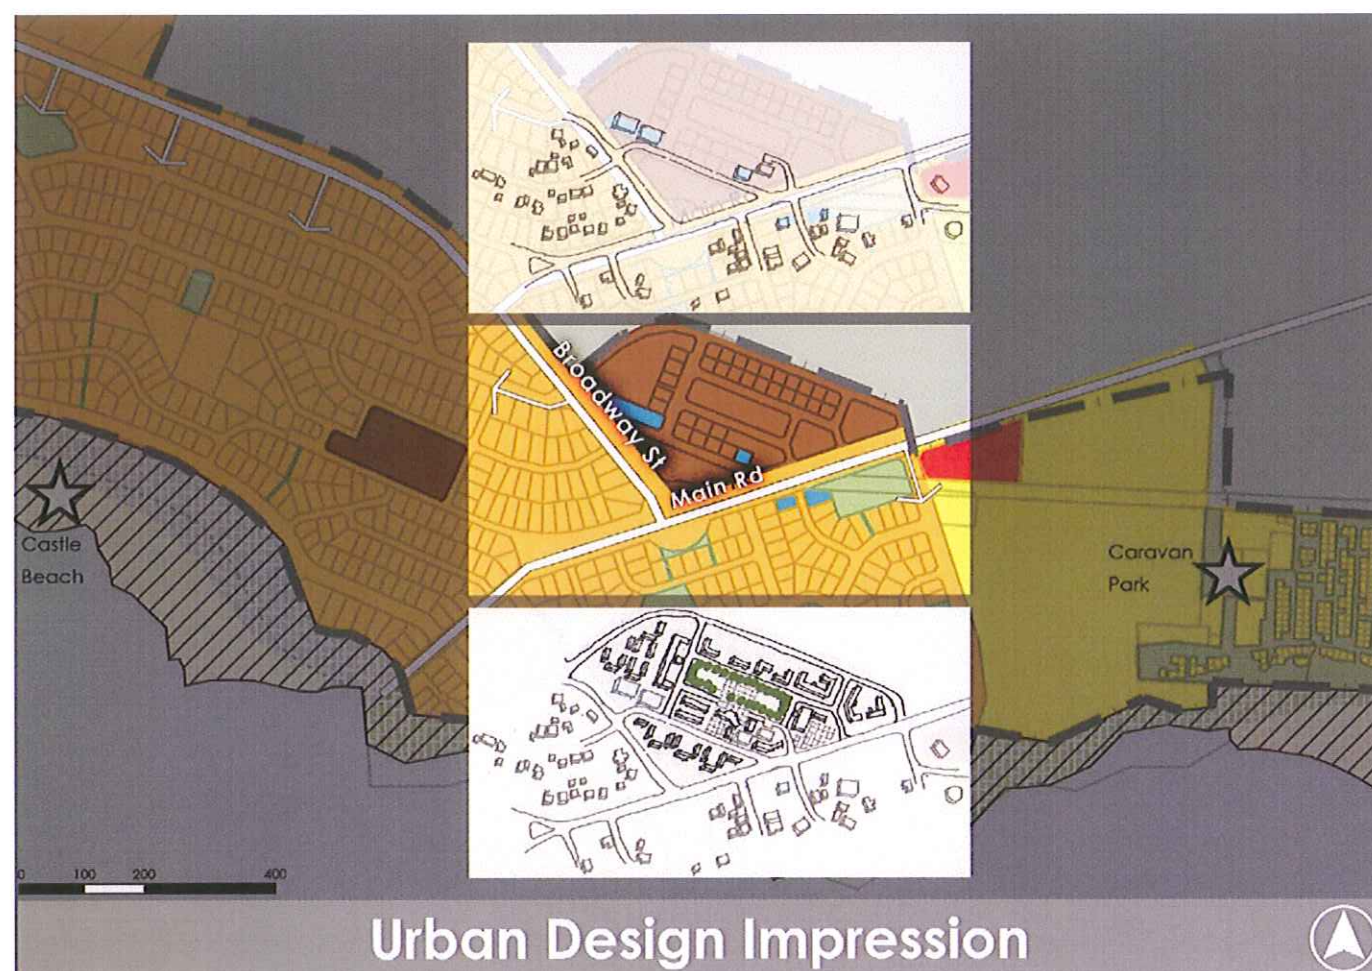 Broadway St
Main Rd
Castle
Beach
Caravan
Park
0 100 200 400
Urban Design Impression